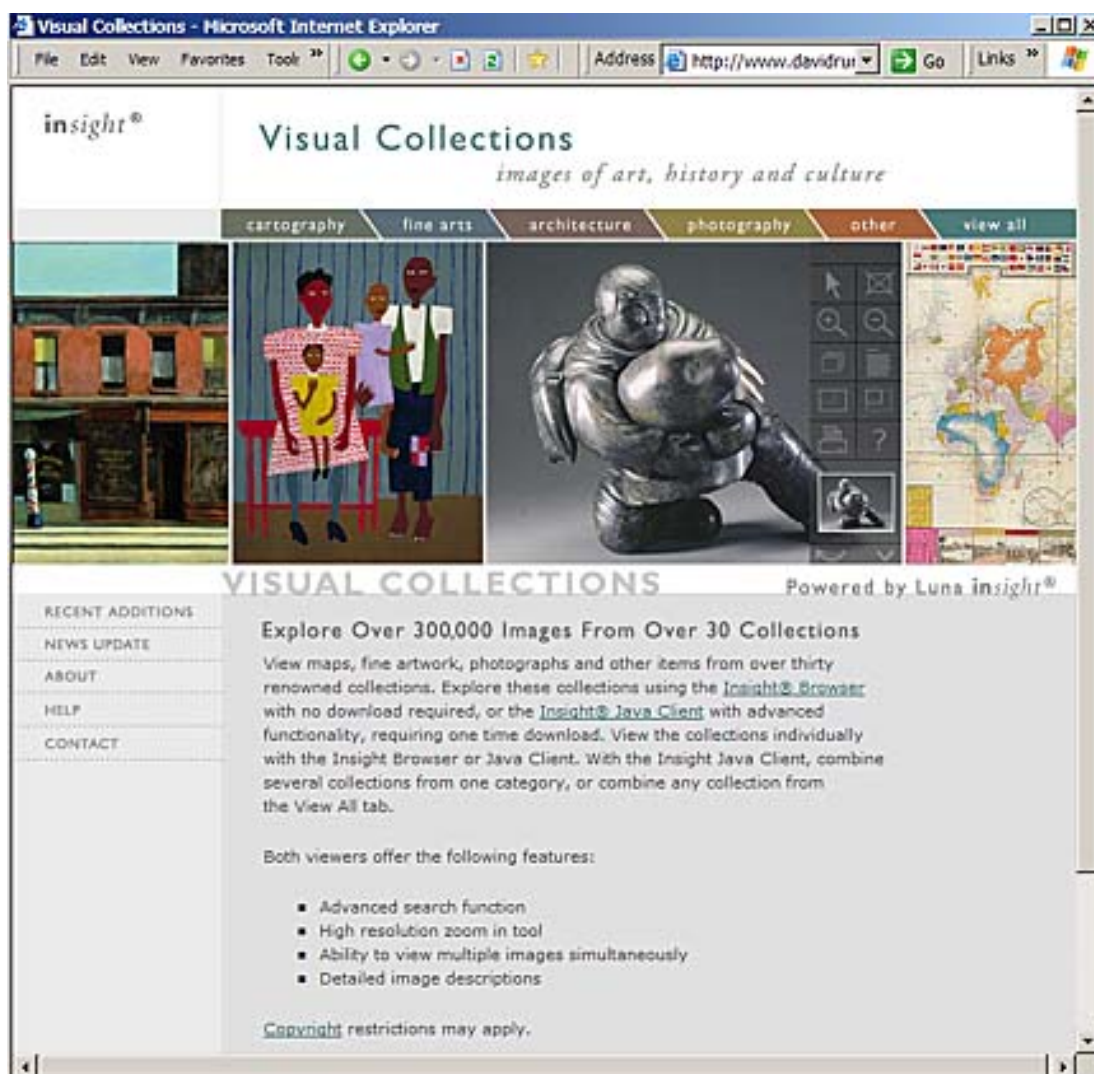 Visual Collections - Microsoft Internet Explorer
File Edit View Favorites Tools » Address http://www.davidrur Go Links »
insight®
Visual Collections
images of art, history and culture
cartography fine arts architecture photography other view all
?
VISUAL COLLECTIONS
Powered by Luna insight®
RECENT ADDITIONS
NEWS UPDATE
ABOUT
HELP
CONTACT
Explore Over 300,000 Images From Over 30 Collections
View maps, fine artwork, photographs and other items from over thirty
renowned collections. Explore these collections using the Insight® Browser
with no download required, or the Insight® Java Client with advanced
functionality, requiring one time download. View the collections individually
with the Insight Browser or Java Client. With the Insight Java Client, combine
several collections from one category, or combine any collection from
the View All tab.
Both viewers offer the following features:
Advanced search function
High resolution zoom in tool
Ability to view multiple images simultaneously
Detailed image descriptions
Copyright restrictions may apply.